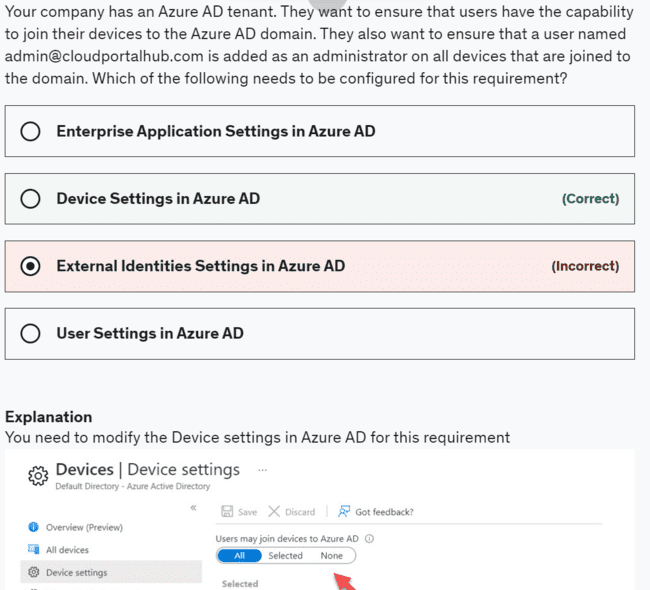 Your company has an Azure AD tenant. They want to ensure that users have the capability
to join their devices to the Azure AD domain. They also want to ensure that a user named
admin@cloudportalhub.com is added as an administrator on all devices that are joined to
the domain. Which of the following needs to be configured for this requirement?
Enterprise Application Settings in Azure AD
Device Settings in Azure AD (Correct)
External Identities Settings in Azure AD (Incorrect)
User Settings in Azure AD
Explanation
You need to modify the Device settings in Azure AD for this requirement
Devices | Device settings ...
Default Directory - Azure Active Directory
« Save Discard Got feedback?
Overview (Preview)
Users may join devices to Azure AD
All devices
All Selected None
Device settings
Selected